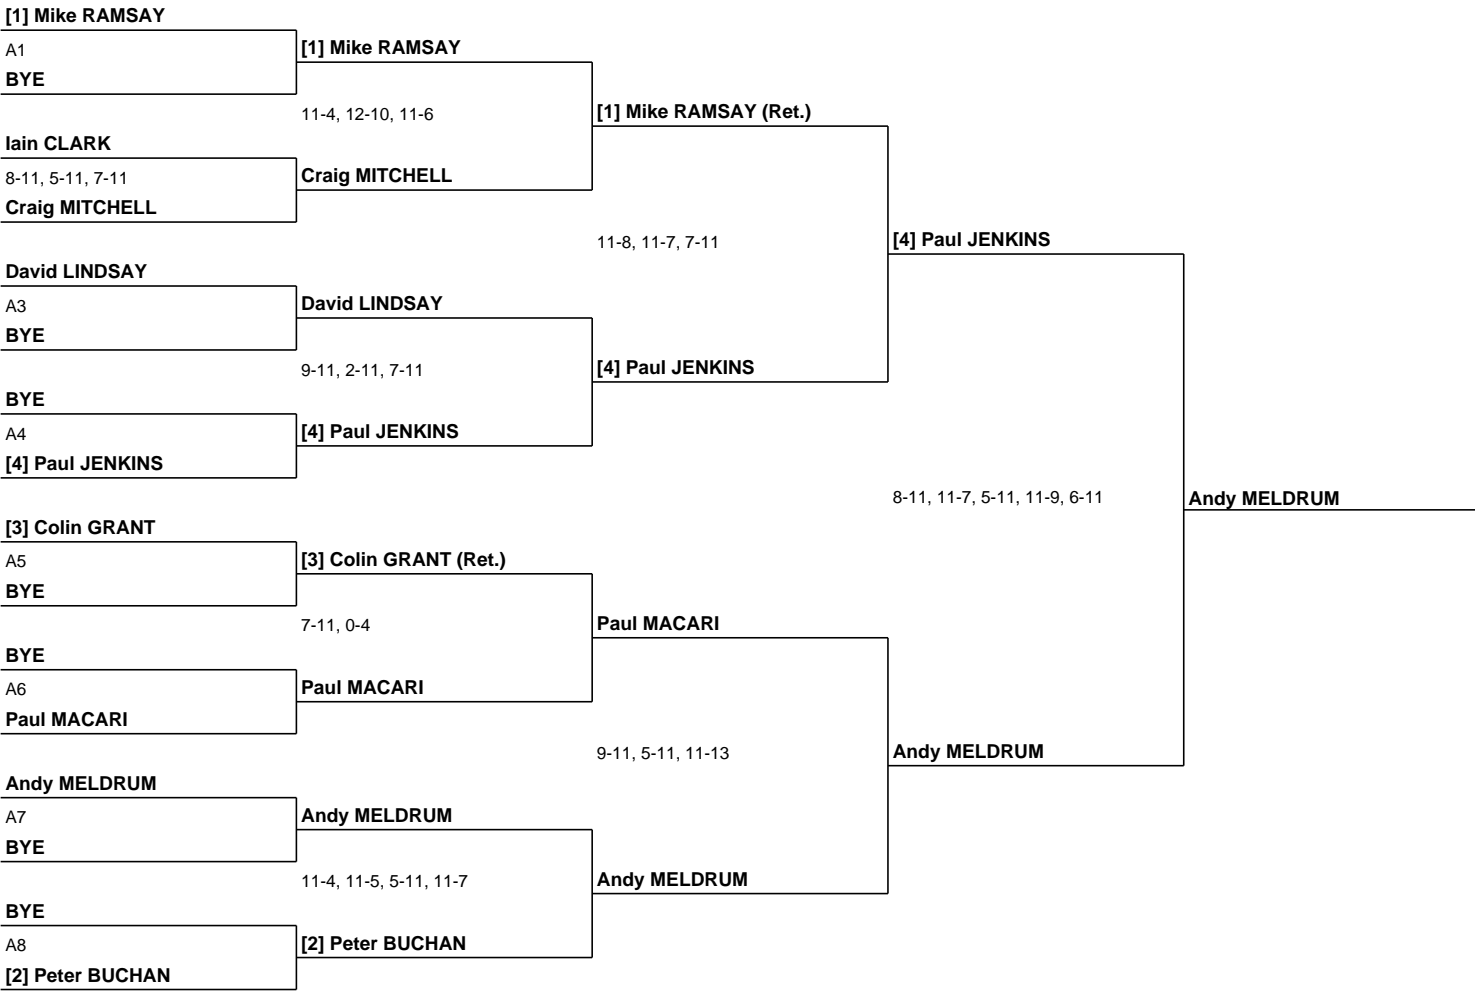 [1] Mike RAMSAY
A1
BYE
Iain CLARK
8-11, 5-11, 7-11
Craig MITCHELL
David LINDSAY
A3
BYE
BYE
A4
[4] Paul JENKINS
[3] Colin GRANT
A5
BYE
BYE
A6
Paul MACARI
Andy MELDRUM
A7
BYE
BYE
A8
[2] Peter BUCHAN
[1] Mike RAMSAY
11-4, 12-10, 11-6
Craig MITCHELL
David LINDSAY
9-11, 2-11, 7-11
[4] Paul JENKINS
[3] Colin GRANT (Ret.)
7-11, 0-4
Paul MACARI
Andy MELDRUM
11-4, 11-5, 5-11, 11-7
[2] Peter BUCHAN
[1] Mike RAMSAY (Ret.)
11-8, 11-7, 7-11
[4] Paul JENKINS
Paul MACARI
9-11, 5-11, 11-13
Andy MELDRUM
[4] Paul JENKINS
8-11, 11-7, 5-11, 11-9, 6-11
Andy MELDRUM
Andy MELDRUM